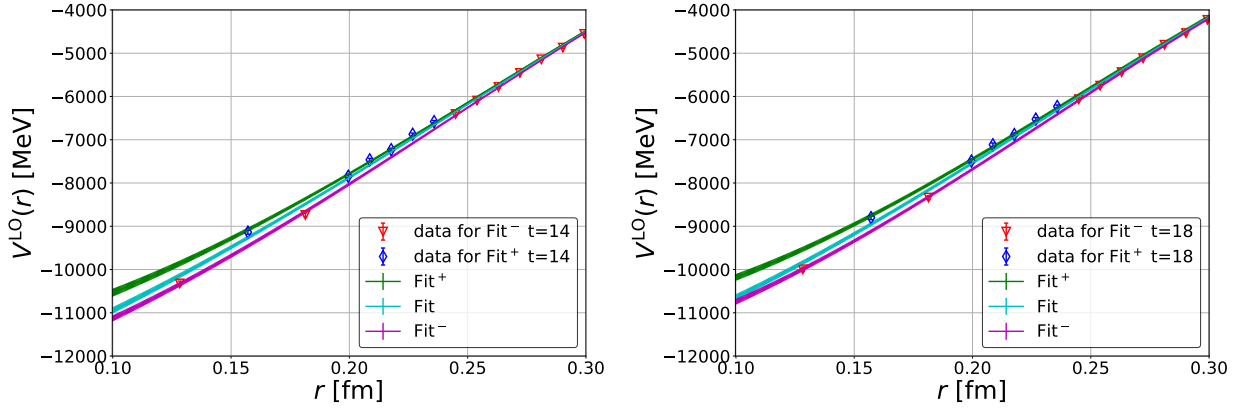 −4000
−5000
−6000
−7000
−8000
−9000
−10000
−11000
−12000
V^LO(r) [MeV]
0.10 0.15 0.20 0.25 0.30
r [fm]
data for Fit⁻ t=14
data for Fit⁺ t=14
Fit⁺
Fit
Fit⁻
−4000
−5000
−6000
−7000
−8000
−9000
−10000
−11000
−12000
V^LO(r) [MeV]
0.10 0.15 0.20 0.25 0.30
r [fm]
data for Fit⁻ t=18
data for Fit⁺ t=18
Fit⁺
Fit
Fit⁻